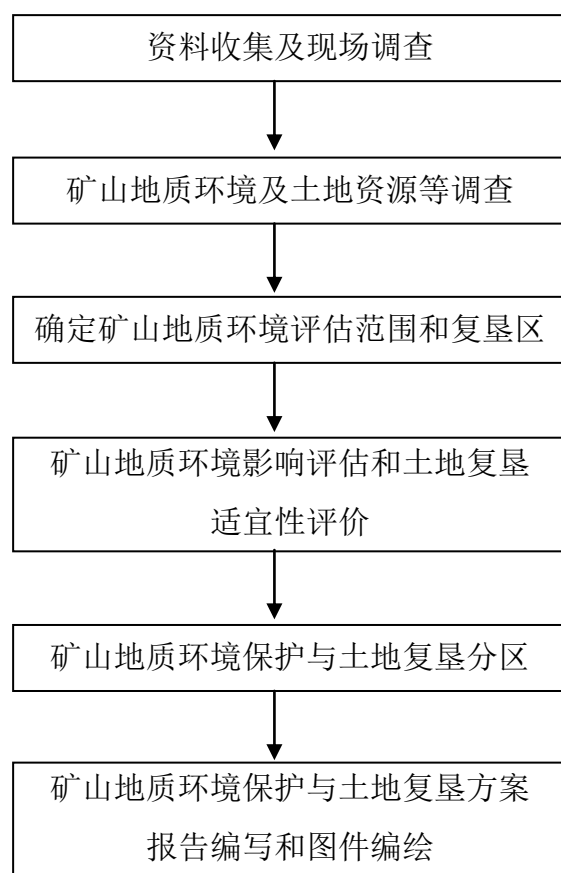 资料收集及现场调查
矿山地质环境及土地资源等调查
确定矿山地质环境评估范围和复垦区
矿山地质环境影响评估和土地复垦
适宜性评价
矿山地质环境保护与土地复垦分区
矿山地质环境保护与土地复垦方案
报告编写和图件编绘